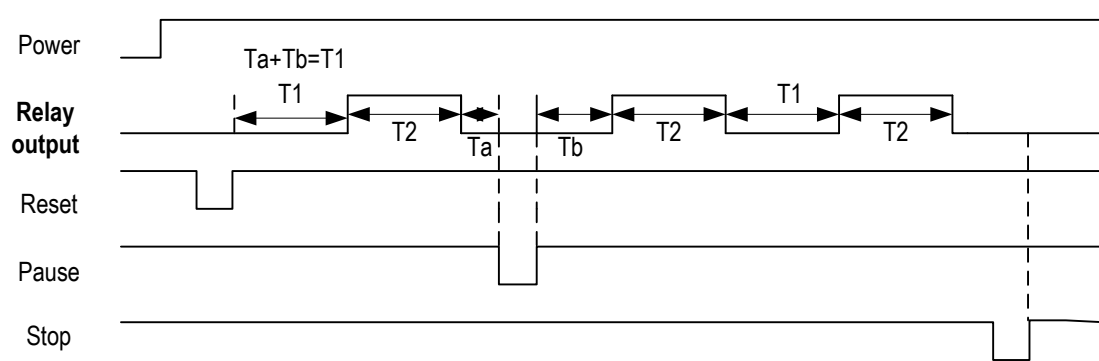 Power
Ta+Tb=T1
Relay
output
T1
T2
Ta
Tb
T2
T1
T2
Reset
Pause
Stop